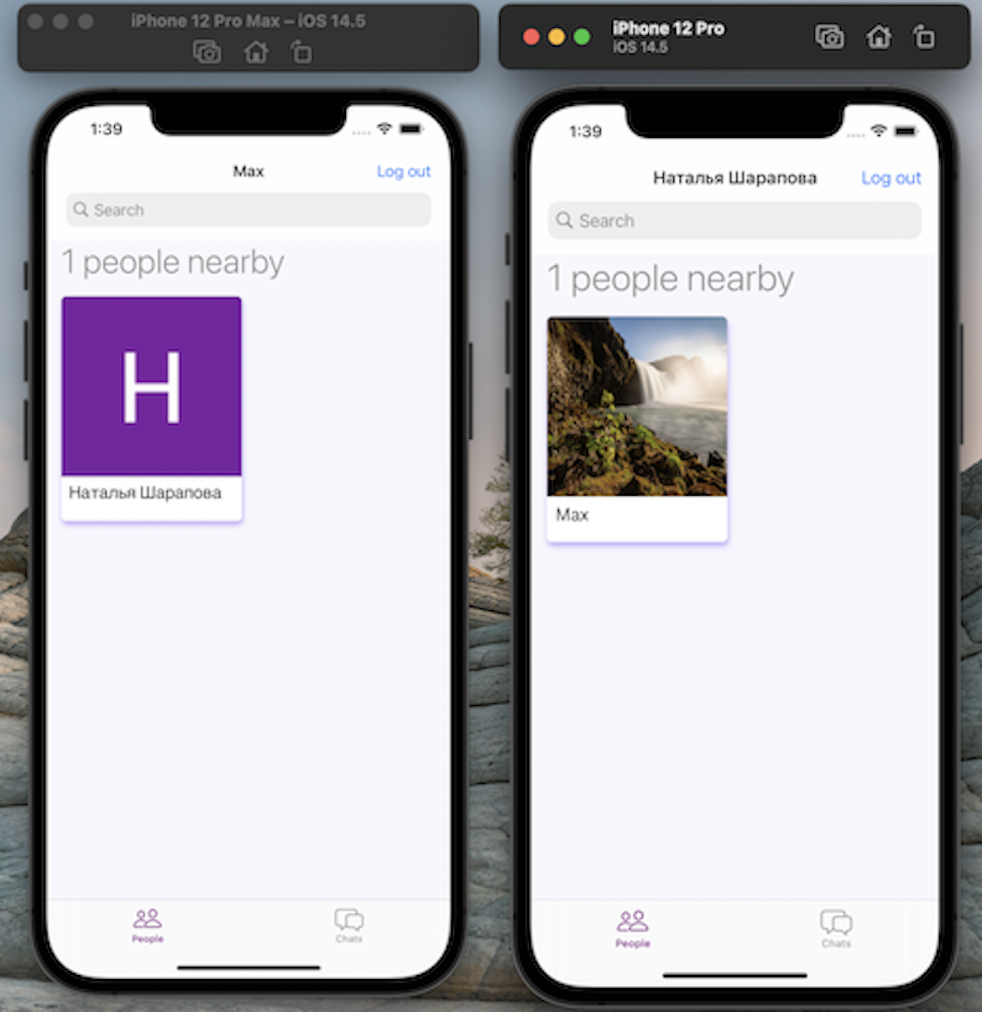 iPhone 12 Pro Max – iOS 14.5
1:39
Max
Log out
Search
1 people nearby
H
Наталья Шарапова
People
Chats
iPhone 12 Pro
iOS 14.5
1:39
Наталья Шарапова
Log out
Search
1 people nearby
Max
People
Chats